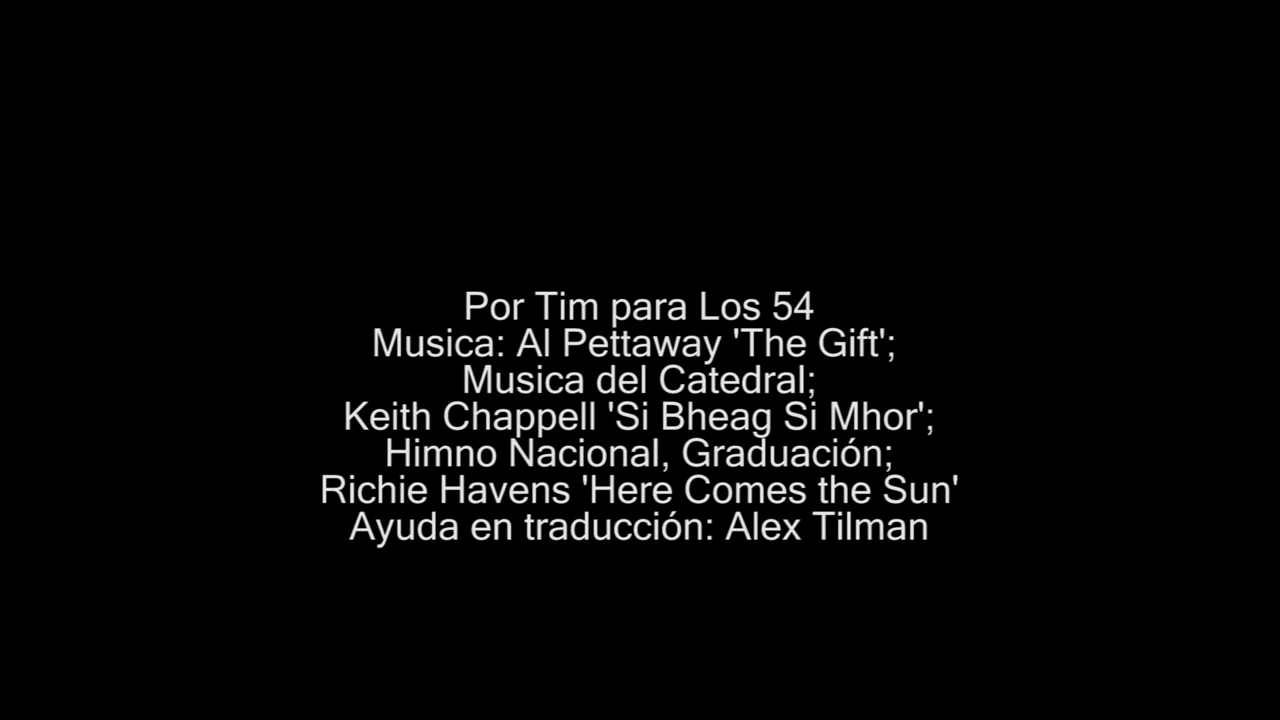 Por Tim para Los 54
Musica: Al Pettaway 'The Gift';
Musica del Catedral;
Keith Chappell 'Si Bheag Si Mhor';
Himno Nacional, Graduación;
Richie Havens 'Here Comes the Sun'
Ayuda en traducción: Alex Tilman